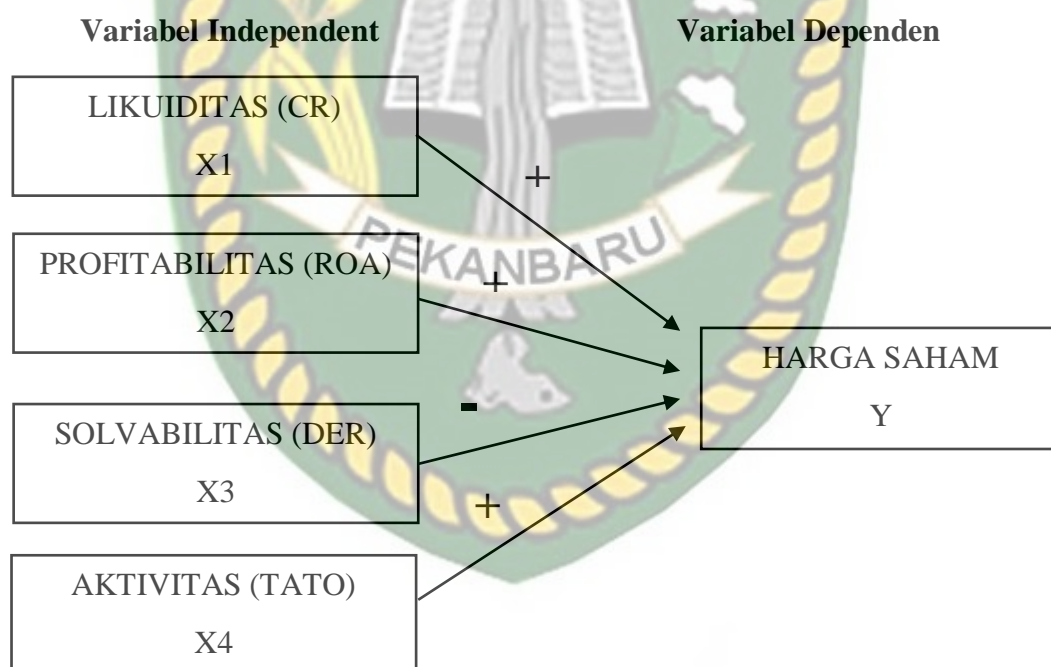 Variabel Independent
Variabel Dependen
LIKUIDITAS (CR)
X1
+
PEKANBARU
PROFITABILITAS (ROA)
+
X2
HARGA SAHAM
Y
-
SOLVABILITAS (DER)
X3
+
AKTIVITAS (TATO)
X4